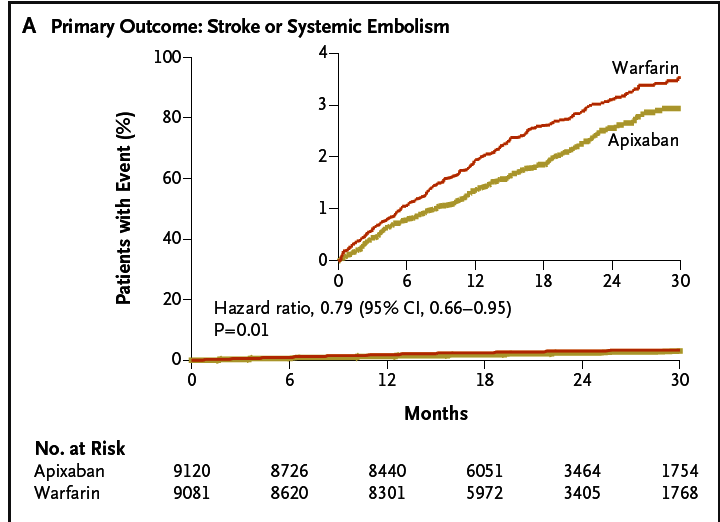 A Primary Outcome: Stroke or Systemic Embolism
Patients with Event (%)
100
80
60
40
20
0
4
3
2
1
0
Warfarin
Apixaban
0 6 12 18 24 30
Hazard ratio, 0.79 (95% CI, 0.66–0.95)
P=0.01
0 6 12 18 24 30
Months
No. at Risk
Apixaban 9120 8726 8440 6051 3464 1754
Warfarin 9081 8620 8301 5972 3405 1768